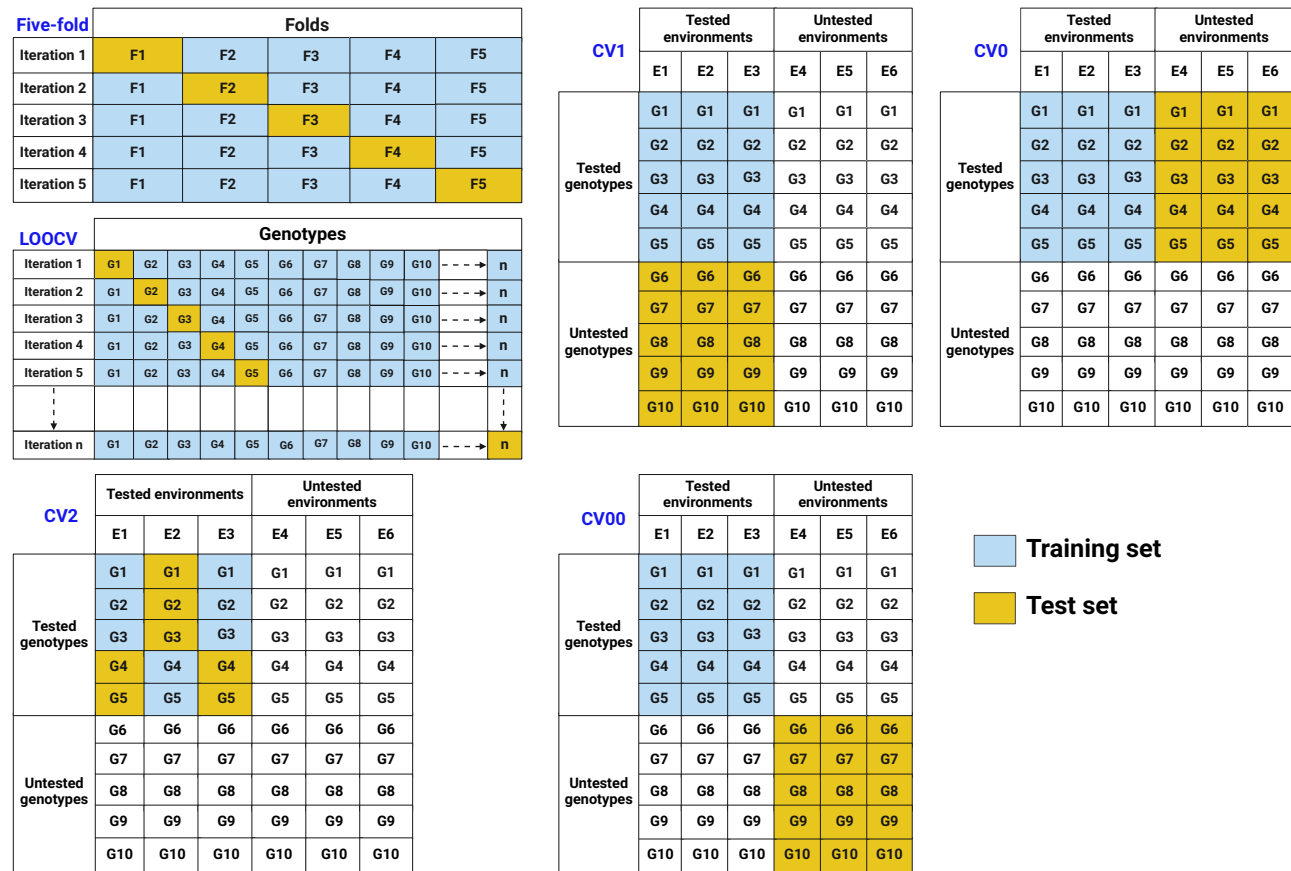 Five-fold
Folds
Iteration 1 F1 F2 F3 F4 F5
Iteration 2 F1 F2 F3 F4 F5
Iteration 3 F1 F2 F3 F4 F5
Iteration 4 F1 F2 F3 F4 F5
Iteration 5 F1 F2 F3 F4 F5
LOOCV
Genotypes
Iteration 1 G1 G2 G3 G4 G5 G6 G7 G8 G9 G10 n
Iteration 2 G1 G2 G3 G4 G5 G6 G7 G8 G9 G10 n
Iteration 3 G1 G2 G3 G4 G5 G6 G7 G8 G9 G10 n
Iteration 4 G1 G2 G3 G4 G5 G6 G7 G8 G9 G10 n
Iteration 5 G1 G2 G3 G4 G5 G6 G7 G8 G9 G10 n
Iteration n G1 G2 G3 G4 G5 G6 G7 G8 G9 G10 n
CV1
Tested
environments
Untested
environments
E1 E2 E3 E4 E5 E6
Tested
genotypes
G1 G1 G1 G1 G1 G1
G2 G2 G2 G2 G2 G2
G3 G3 G3 G3 G3 G3
G4 G4 G4 G4 G4 G4
G5 G5 G5 G5 G5 G5
Untested
genotypes
G6 G6 G6 G6 G6 G6
G7 G7 G7 G7 G7 G7
G8 G8 G8 G8 G8 G8
G9 G9 G9 G9 G9 G9
G10 G10 G10 G10 G10 G10
CV0
Tested
environments
Untested
environments
E1 E2 E3 E4 E5 E6
Tested
genotypes
G1 G1 G1 G1 G1 G1
G2 G2 G2 G2 G2 G2
G3 G3 G3 G3 G3 G3
G4 G4 G4 G4 G4 G4
G5 G5 G5 G5 G5 G5
Untested
genotypes
G6 G6 G6 G6 G6 G6
G7 G7 G7 G7 G7 G7
G8 G8 G8 G8 G8 G8
G9 G9 G9 G9 G9 G9
G10 G10 G10 G10 G10 G10
CV2
Tested environments
Untested
environments
E1 E2 E3 E4 E5 E6
Tested
genotypes
G1 G1 G1 G1 G1 G1
G2 G2 G2 G2 G2 G2
G3 G3 G3 G3 G3 G3
G4 G4 G4 G4 G4 G4
G5 G5 G5 G5 G5 G5
Untested
genotypes
G6 G6 G6 G6 G6 G6
G7 G7 G7 G7 G7 G7
G8 G8 G8 G8 G8 G8
G9 G9 G9 G9 G9 G9
G10 G10 G10 G10 G10 G10
CV00
Tested
environments
Untested
environments
E1 E2 E3 E4 E5 E6
Tested
genotypes
G1 G1 G1 G1 G1 G1
G2 G2 G2 G2 G2 G2
G3 G3 G3 G3 G3 G3
G4 G4 G4 G4 G4 G4
G5 G5 G5 G5 G5 G5
Untested
genotypes
G6 G6 G6 G6 G6 G6
G7 G7 G7 G7 G7 G7
G8 G8 G8 G8 G8 G8
G9 G9 G9 G9 G9 G9
G10 G10 G10 G10 G10 G10
Training set
Test set